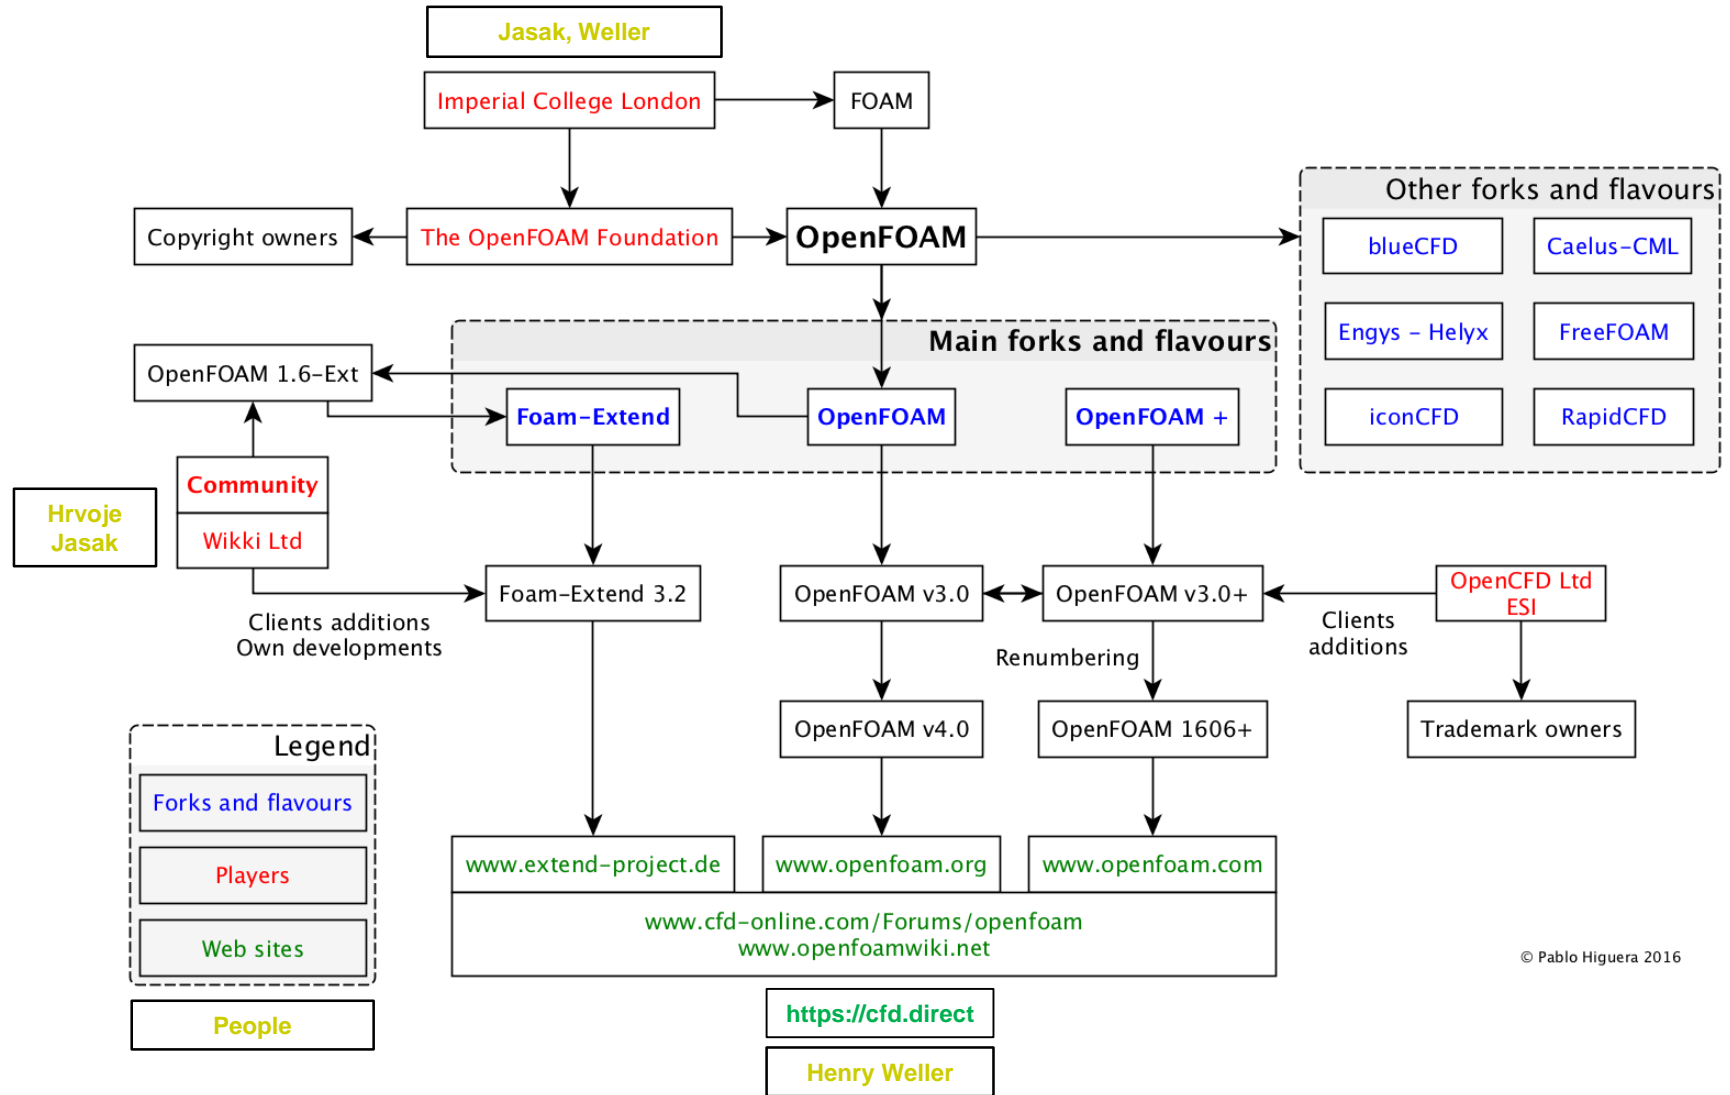 Jasak, Weller
Imperial College London
FOAM
Other forks and flavours
Copyright owners
The OpenFOAM Foundation
OpenFOAM
blueCFD
Caelus-CML
Engys - Helyx
FreeFOAM
iconCFD
RapidCFD
Main forks and flavours
OpenFOAM 1.6-Ext
Foam-Extend
OpenFOAM
OpenFOAM +
Community
Wikki Ltd
Hrvoje
Jasak
Clients additions
Own developments
Foam-Extend 3.2
OpenFOAM v3.0
OpenFOAM v3.0+
OpenCFD Ltd
ESI
Clients
additions
Renumbering
OpenFOAM v4.0
OpenFOAM 1606+
Trademark owners
Legend
Forks and flavours
Players
Web sites
People
www.extend-project.de
www.openfoam.org
www.openfoam.com
www.cfd-online.com/Forums/openfoam
www.openfoamwiki.net
© Pablo Higuera 2016
https://cfd.direct
Henry Weller